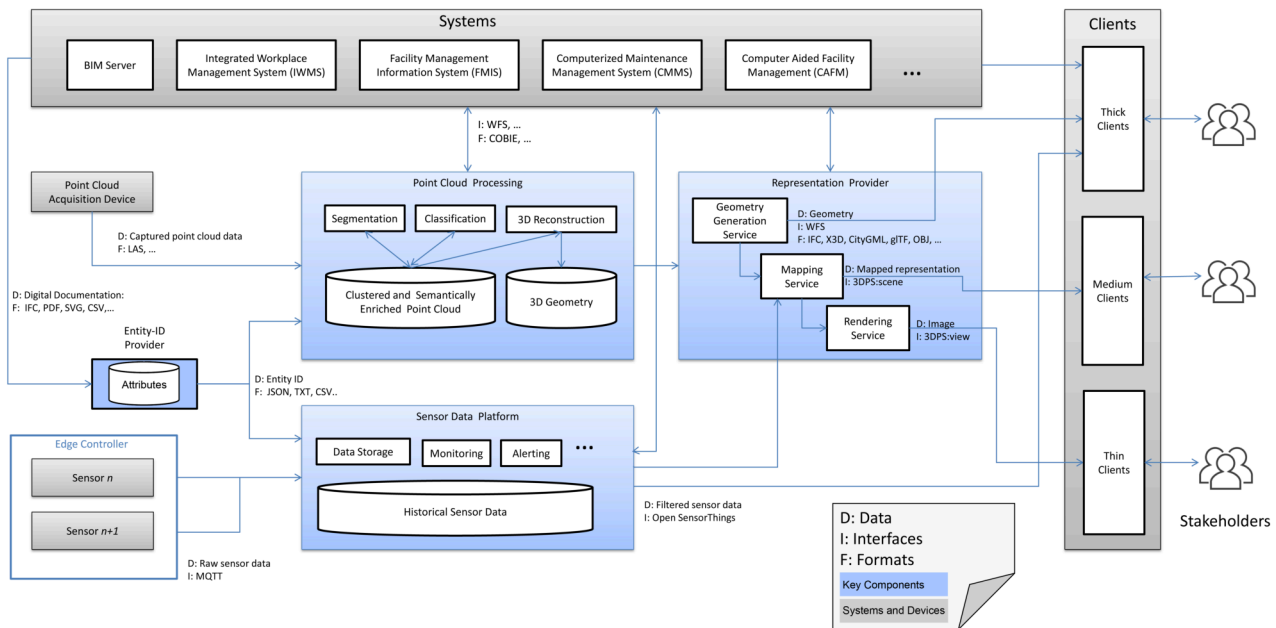 Systems
BIM Server
Integrated Workplace
Management System (IWMS)
Facility Management
Information System (FMIS)
Computerized Maintenance
Management System (CMMS)
Computer Aided Facility
Management (CAFM)
...
Clients
Thick
Clients
Medium
Clients
Thin
Clients
Stakeholders
I: WFS, ...
F: COBIE, ...
Point Cloud
Acquisition Device
D: Captured point cloud data
F: LAS, ...
D: Digital Documentation:
F: IFC, PDF, SVG, CSV,...
Entity-ID
Provider
Attributes
D: Entity ID
F: JSON, TXT, CSV..
Point Cloud Processing
Segmentation
Classification
3D Reconstruction
Clustered and Semantically
Enriched Point Cloud
3D Geometry
Representation Provider
Geometry
Generation
Service
D: Geometry
I: WFS
F: IFC, X3D, CityGML, glTF, OBJ, ...
Mapping
Service
D: Mapped representation
I: 3DPS:scene
Rendering
Service
D: Image
I: 3DPS:view
Edge Controller
Sensor n
Sensor n+1
D: Raw sensor data
I: MQTT
Sensor Data Platform
Data Storage
Monitoring
Alerting
...
Historical Sensor Data
D: Filtered sensor data
I: Open SensorThings
D: Data
I: Interfaces
F: Formats
Key Components
Systems and Devices